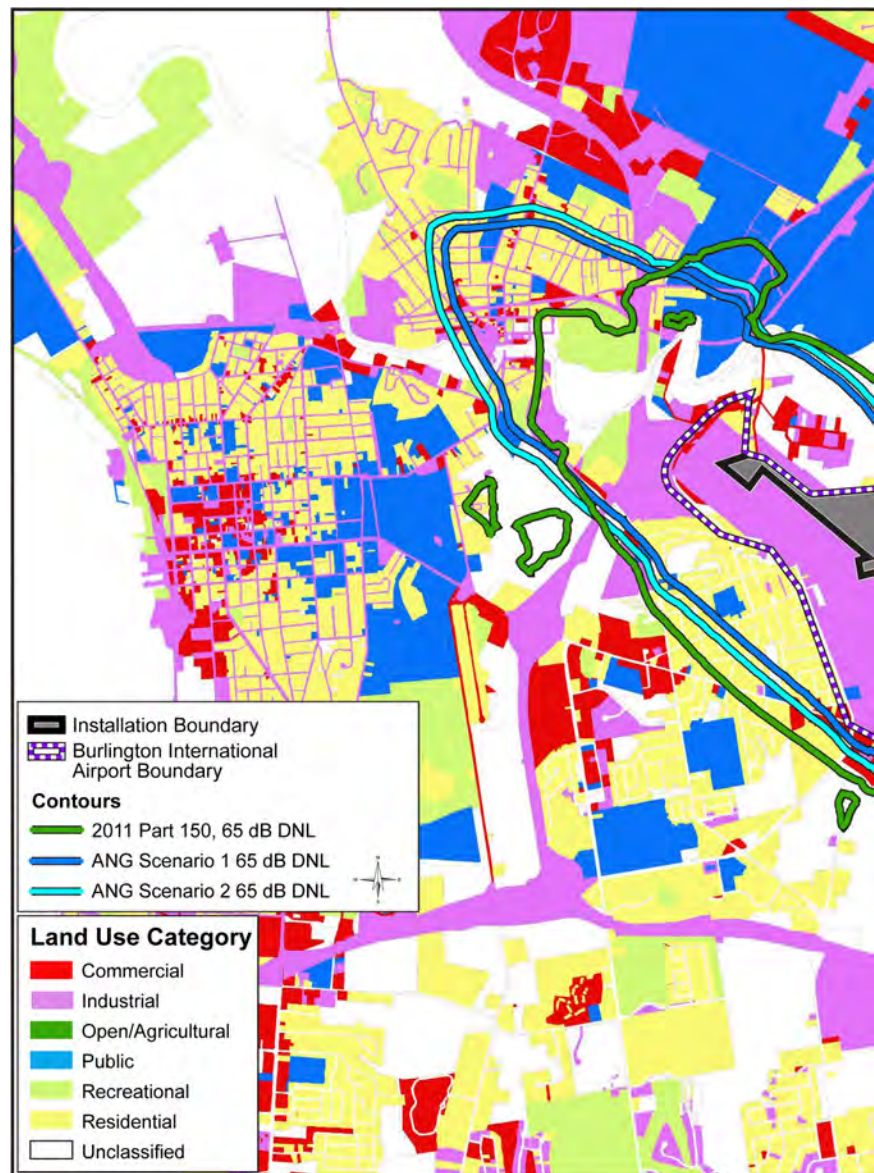 Installation Boundary
Burlington International
Airport Boundary
Contours
2011 Part 150, 65 dB DNL
ANG Scenario 1 65 dB DNL
ANG Scenario 2 65 dB DNL
Land Use Category
Commercial
Industrial
Open/Agricultural
Public
Recreational
Residential
Unclassified